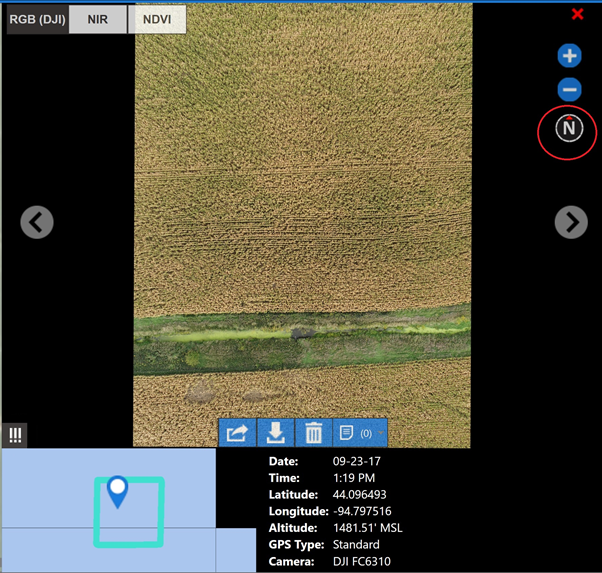 RGB (DJI) NIR NDVI
N
(0)
Date: 09-23-17
Time: 1:19 PM
Latitude: 44.096493
Longitude: -94.797516
Altitude: 1481.51' MSL
GPS Type: Standard
Camera: DJI FC6310